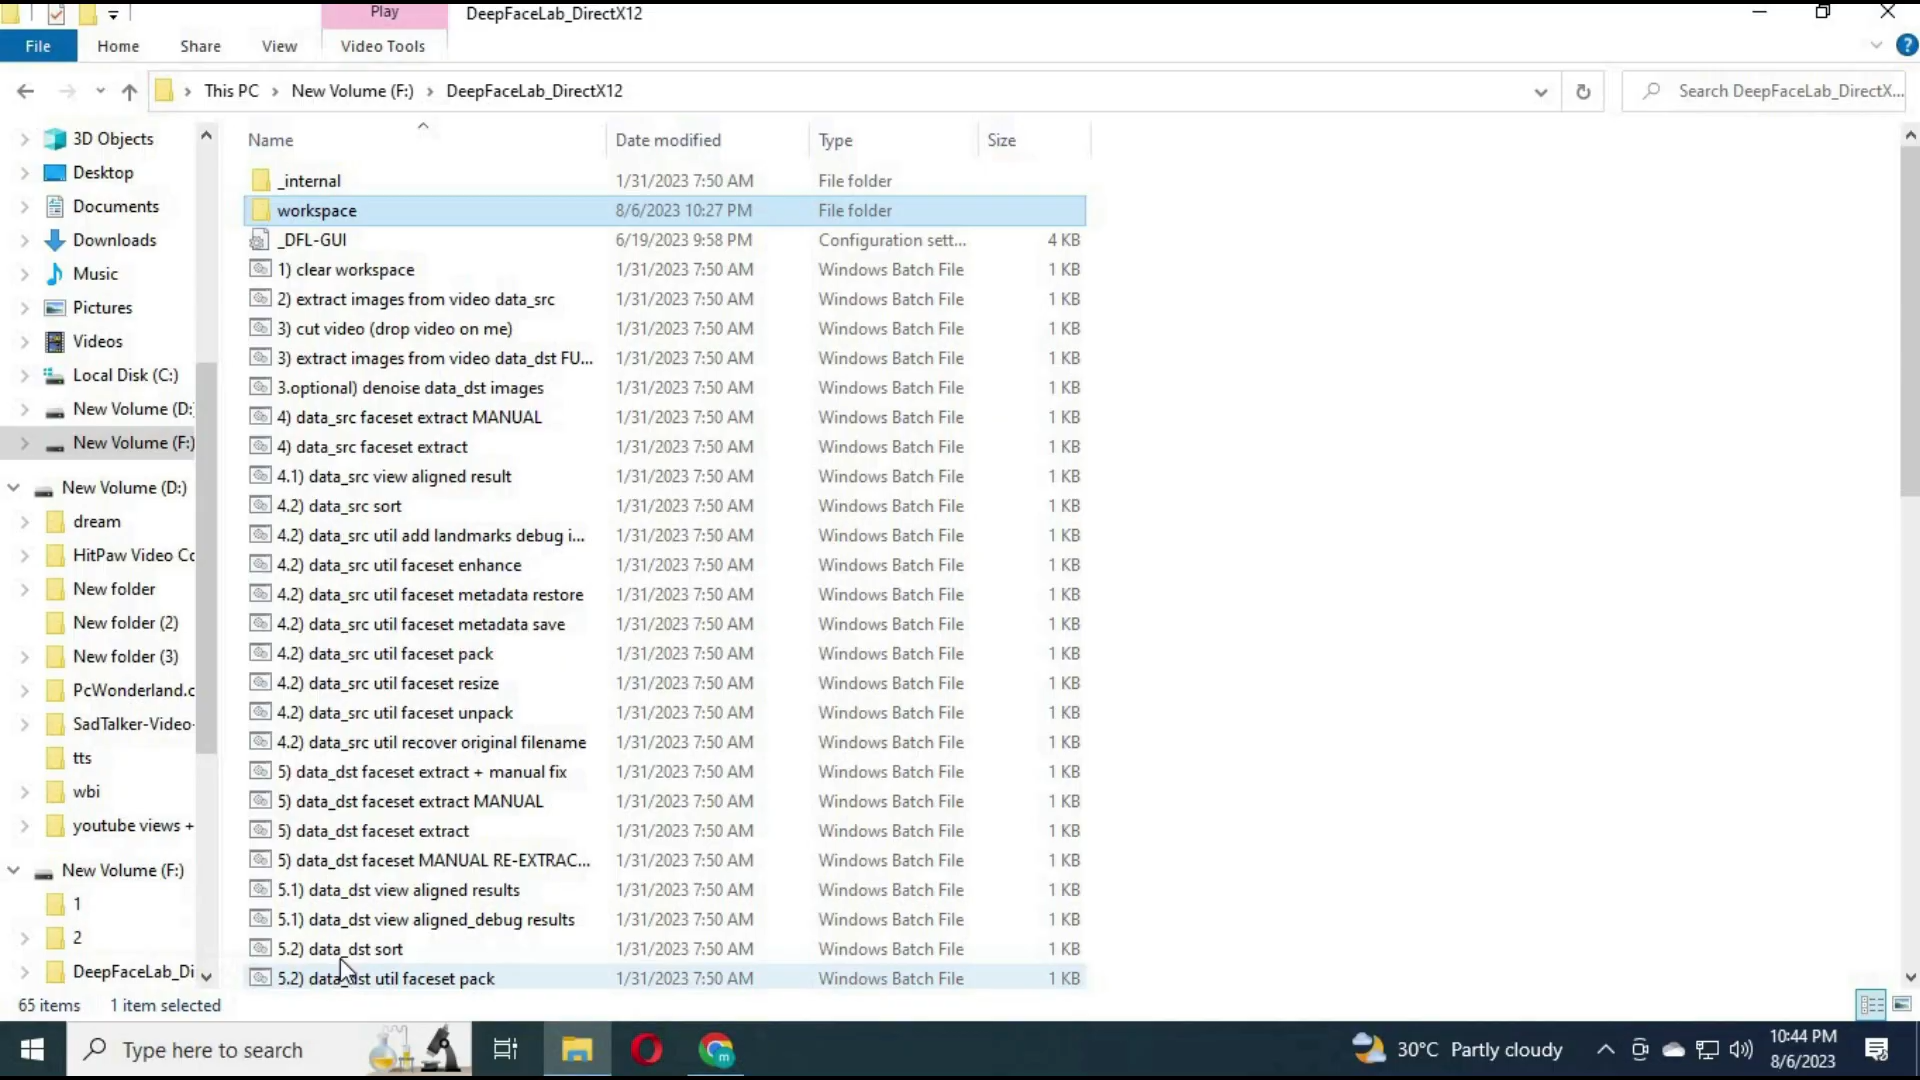 Play
DeepFaceLab_DirectX12
File
Home
Share
View
Video Tools
This PC
New Volume (F:)
DeepFaceLab_DirectX12
Search DeepFaceLab_DirectX...
3D Objects
Desktop
Documents
Downloads
Music
Pictures
Videos
Local Disk (C:)
New Volume (D:
New Volume (F:)
New Volume (D:)
dream
HitPaw Video Cc
New folder
New folder (2)
New folder (3)
PcWonderland.c
SadTalker-Video-
tts
wbi
youtube views +
New Volume (F:)
1
2
DeepFaceLab_Di
Name Date modified Type Size
_internal 1/31/2023 7:50 AM File folder
workspace 8/6/2023 10:27 PM File folder
_DFL-GUI 6/19/2023 9:58 PM Configuration sett... 4 KB
1) clear workspace 1/31/2023 7:50 AM Windows Batch File 1 KB
2) extract images from video data_src 1/31/2023 7:50 AM Windows Batch File 1 KB
3) cut video (drop video on me) 1/31/2023 7:50 AM Windows Batch File 1 KB
3) extract images from video data_dst FU... 1/31/2023 7:50 AM Windows Batch File 1 KB
3.optional) denoise data_dst images 1/31/2023 7:50 AM Windows Batch File 1 KB
4) data_src faceset extract MANUAL 1/31/2023 7:50 AM Windows Batch File 1 KB
4) data_src faceset extract 1/31/2023 7:50 AM Windows Batch File 1 KB
4.1) data_src view aligned result 1/31/2023 7:50 AM Windows Batch File 1 KB
4.2) data_src sort 1/31/2023 7:50 AM Windows Batch File 1 KB
4.2) data_src util add landmarks debug i... 1/31/2023 7:50 AM Windows Batch File 1 KB
4.2) data_src util faceset enhance 1/31/2023 7:50 AM Windows Batch File 1 KB
4.2) data_src util faceset metadata restore 1/31/2023 7:50 AM Windows Batch File 1 KB
4.2) data_src util faceset metadata save 1/31/2023 7:50 AM Windows Batch File 1 KB
4.2) data_src util faceset pack 1/31/2023 7:50 AM Windows Batch File 1 KB
4.2) data_src util faceset resize 1/31/2023 7:50 AM Windows Batch File 1 KB
4.2) data_src util faceset unpack 1/31/2023 7:50 AM Windows Batch File 1 KB
4.2) data_src util recover original filename 1/31/2023 7:50 AM Windows Batch File 1 KB
5) data_dst faceset extract + manual fix 1/31/2023 7:50 AM Windows Batch File 1 KB
5) data_dst faceset extract MANUAL 1/31/2023 7:50 AM Windows Batch File 1 KB
5) data_dst faceset extract 1/31/2023 7:50 AM Windows Batch File 1 KB
5) data_dst faceset MANUAL RE-EXTRAC... 1/31/2023 7:50 AM Windows Batch File 1 KB
5.1) data_dst view aligned results 1/31/2023 7:50 AM Windows Batch File 1 KB
5.1) data_dst view aligned_debug results 1/31/2023 7:50 AM Windows Batch File 1 KB
5.2) data_dst sort 1/31/2023 7:50 AM Windows Batch File 1 KB
5.2) data_dst util faceset pack 1/31/2023 7:50 AM Windows Batch File 1 KB
65 items 1 item selected
Type here to search
30°C Partly cloudy
10:44 PM
8/6/2023